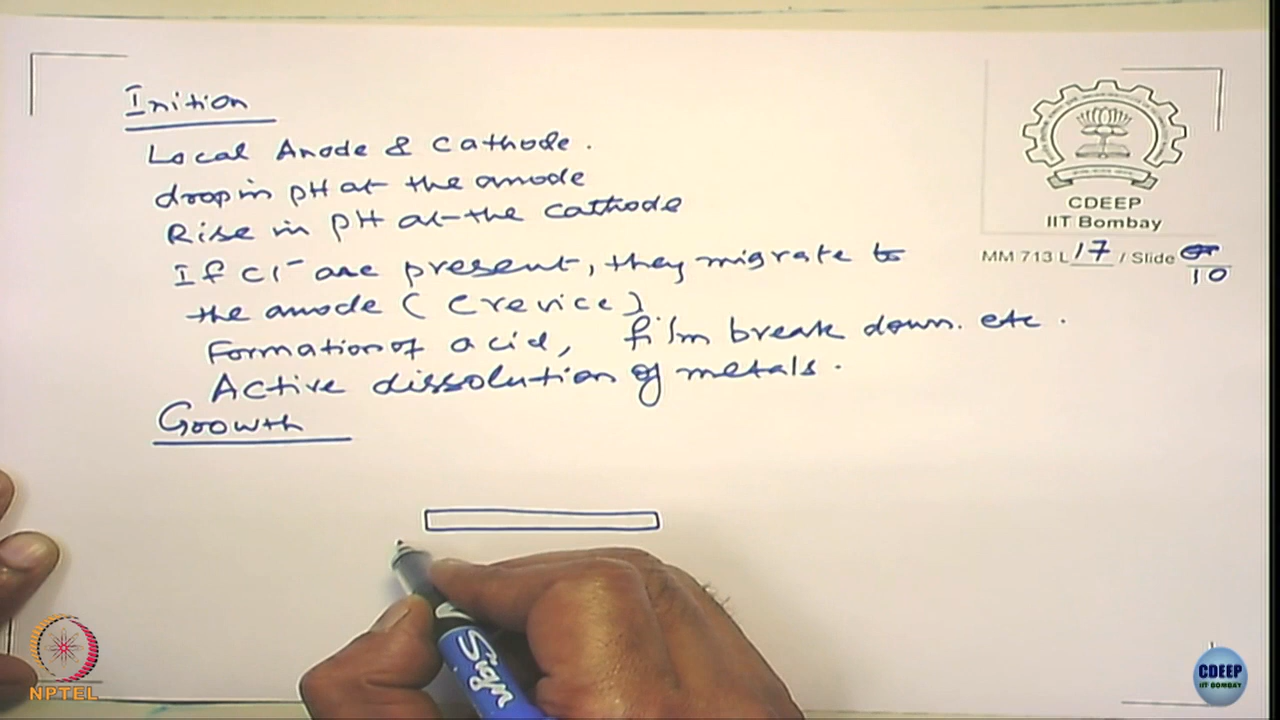 Inition
Local Anode & Cathode.
drop in pH at the anode
Rise in pH at the cathode
If Cl⁻ are present, they migrate to
the anode (Crevice)
Formation of acid, film break down. etc.
Active dissolution of metals.
Growth
CDEEP
IIT Bombay
MM 713 L 17 / Slide 10
Sign
NPTEL
CDEEP
IIT BOMBAY